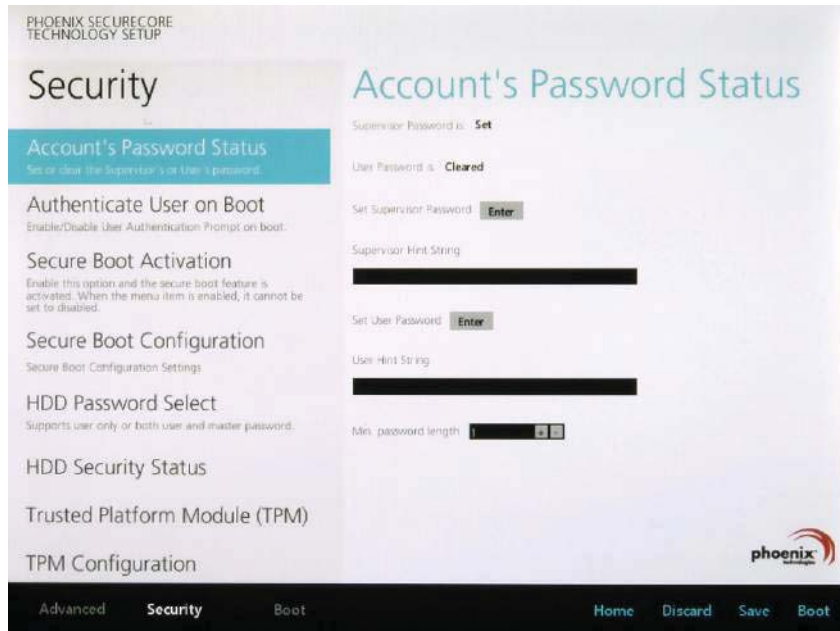 PHOENIX SECURECORE
TECHNOLOGY SETUP
Security
Account's Password Status
Set or clear the Supervisor's or User's password.
Authenticate User on Boot
Enable/Disable User Authentication Prompt on boot.
Secure Boot Activation
Enable this option and the secure boot feature is
activated. When the menu item is enabled, it cannot be
set to disabled.
Secure Boot Configuration
Secure Boot Configuration Settings
HDD Password Select
Supports user only or both user and master password.
HDD Security Status
Trusted Platform Module (TPM)
TPM Configuration
Account's Password Status
Supervisor Password is: Set
User Password is: Cleared
Set Supervisor Password Enter
Supervisor Hint String
Set User Password Enter
User Hint String
Min. password length 1 + -
phoenix
technologies
Advanced Security Boot Home Discard Save Boot